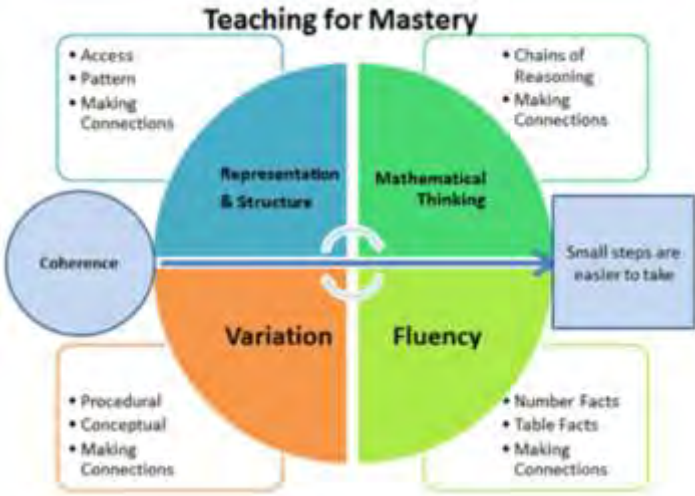 Teaching for Mastery
• Access
• Pattern
• Making
Connections
• Chains of
Reasoning
• Making
Connections
Representation
& Structure
Mathematical
Thinking
Coherence
Small steps are
easier to take
Variation
Fluency
• Procedural
• Conceptual
• Making
Connections
• Number Facts
• Table Facts
• Making
Connections